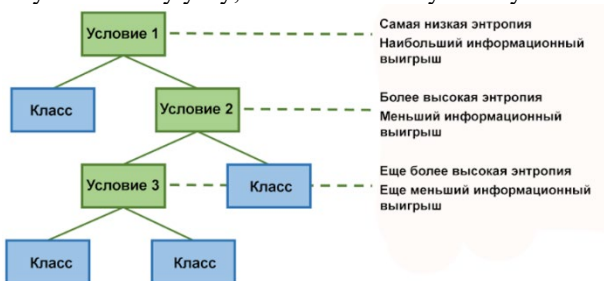 Условие 1
Самая низкая энтропия
Наибольший информационный
выигрыш
Класс
Условие 2
Более высокая энтропия
Меньший информационный
выигрыш
Условие 3
Класс
Еще более высокая энтропия
Еще меньший информационный
выигрыш
Класс
Класс